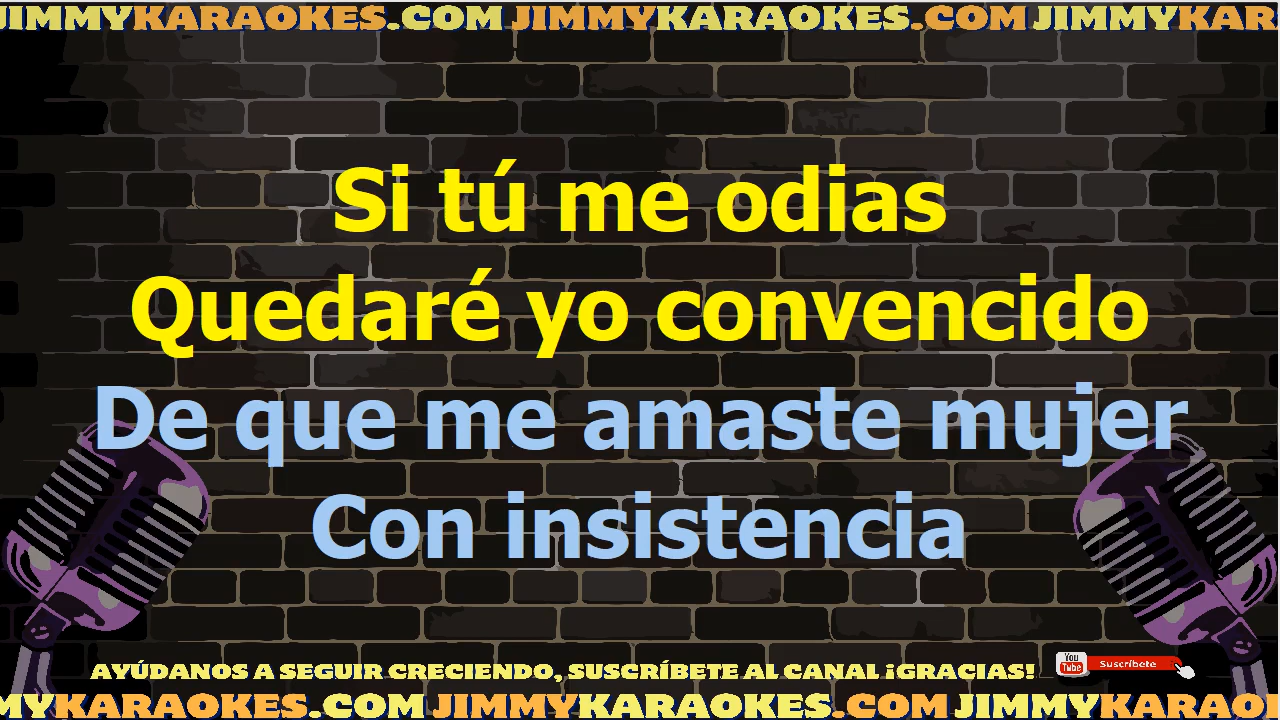 JIMMYKARAOKES.COM JIMMYKARAOKES.COM JIMMYKAR
Si tú me odias
Quedaré yo convencido
De que me amaste mujer
Con insistencia
AYÚDANOS A SEGUIR CRECIENDO, SUSCRÍBETE AL CANAL ¡GRACIAS!
You
Tube
Suscríbete
MYKARAOKES.COM JIMMYKARAOKES.COM JIMMYKARAOK